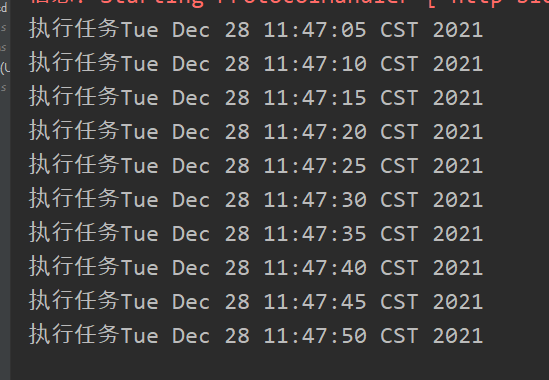 信息: Starting ProtocolHandler ["http-bio
执行任务Tue Dec 28 11:47:05 CST 2021
执行任务Tue Dec 28 11:47:10 CST 2021
执行任务Tue Dec 28 11:47:15 CST 2021
执行任务Tue Dec 28 11:47:20 CST 2021
执行任务Tue Dec 28 11:47:25 CST 2021
执行任务Tue Dec 28 11:47:30 CST 2021
执行任务Tue Dec 28 11:47:35 CST 2021
执行任务Tue Dec 28 11:47:40 CST 2021
执行任务Tue Dec 28 11:47:45 CST 2021
执行任务Tue Dec 28 11:47:50 CST 2021